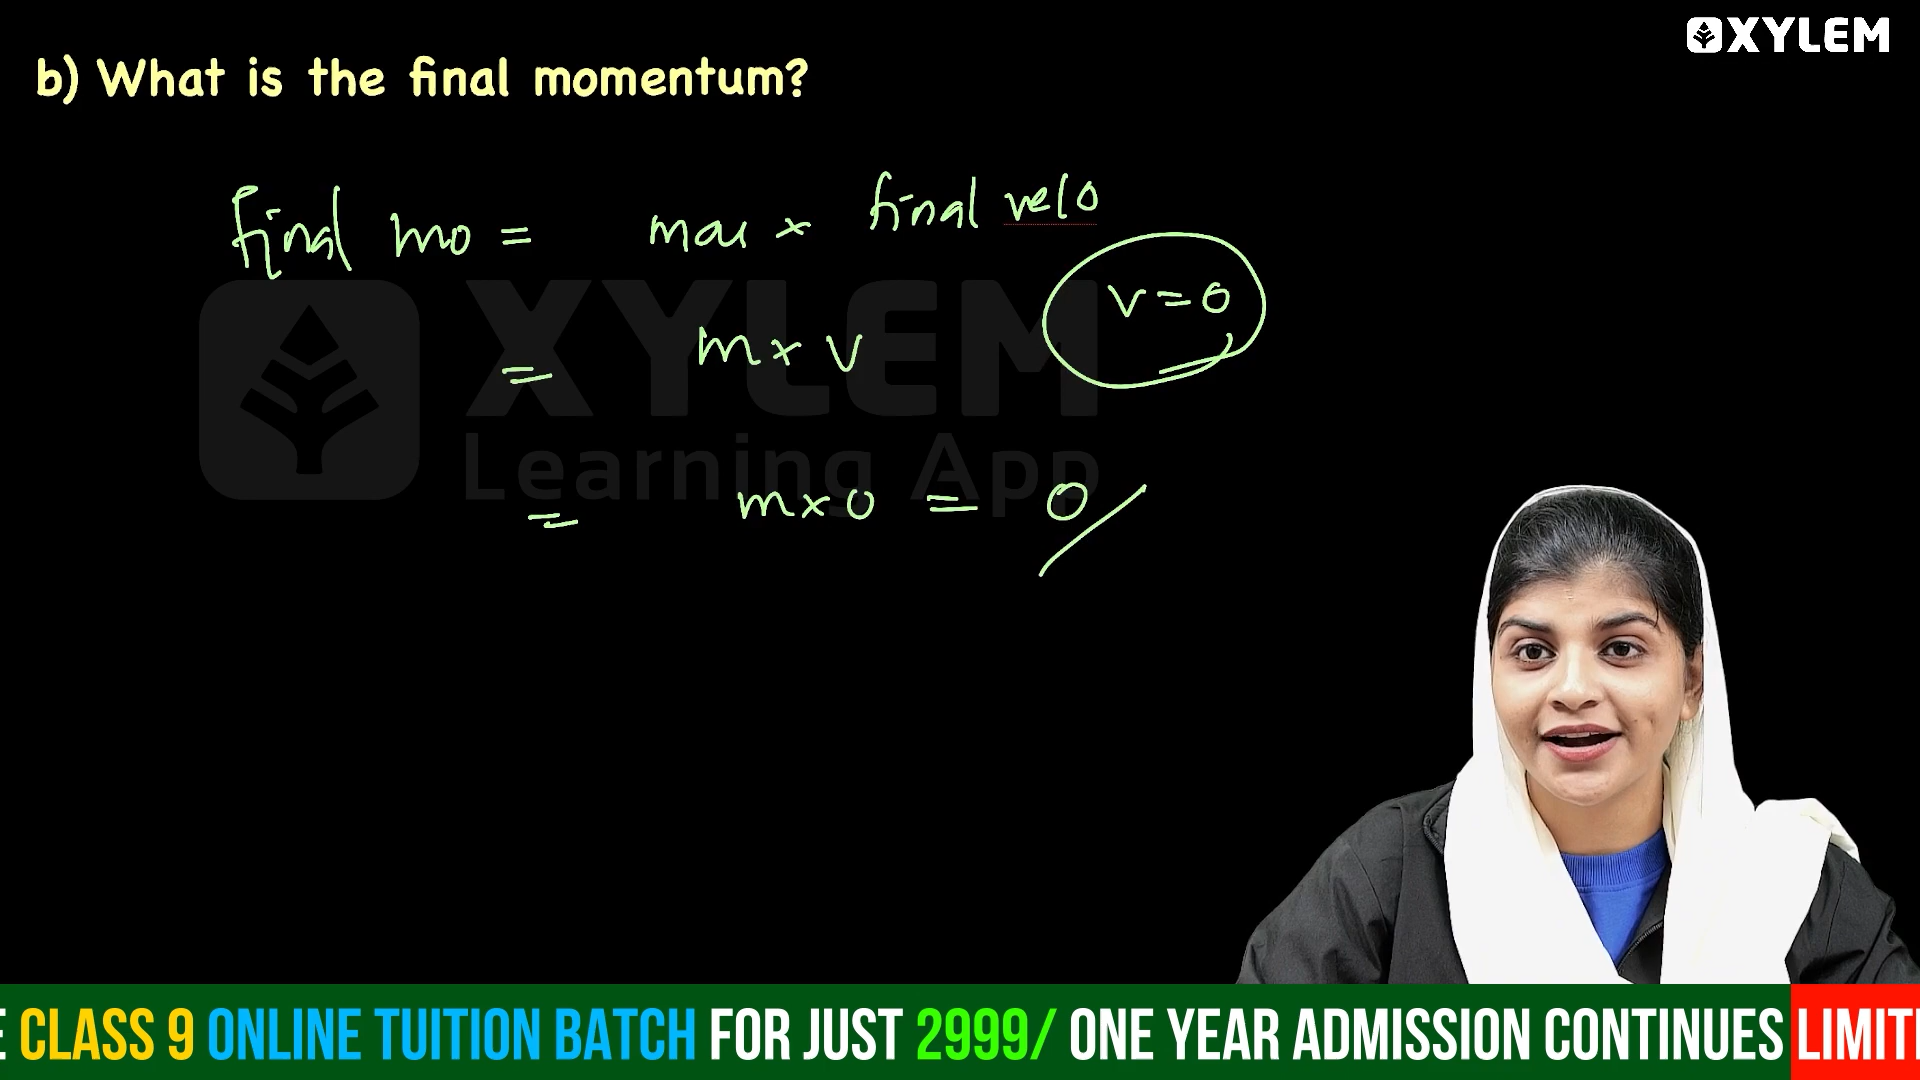 XYLEM
b) What is the final momentum?
final mo = mass × final velo
v = 0
= m × v
= m × 0 = 0
XYLEM
Learning App
E CLASS 9 ONLINE TUITION BATCH FOR JUST 2999/ ONE YEAR ADMISSION CONTINUES LIMIT